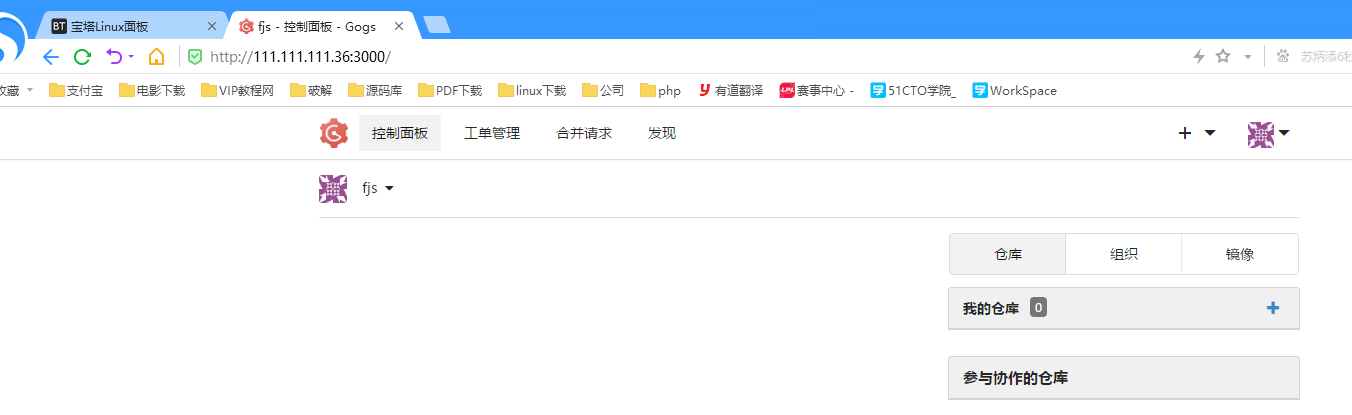 BT 宝塔Linux面板 × fjs - 控制面板 - Gogs ×
http://111.111.111.36:3000/ 苏炳添6秒
收藏 支付宝 电影下载 VIP教程网 破解 源码库 PDF下载 linux下载 公司 php 有道翻译 赛事中心 - 51CTO学院_ WorkSpace
控制面板 工单管理 合并请求 发现
fjs
仓库 组织 镜像
我的仓库 0
参与协作的仓库